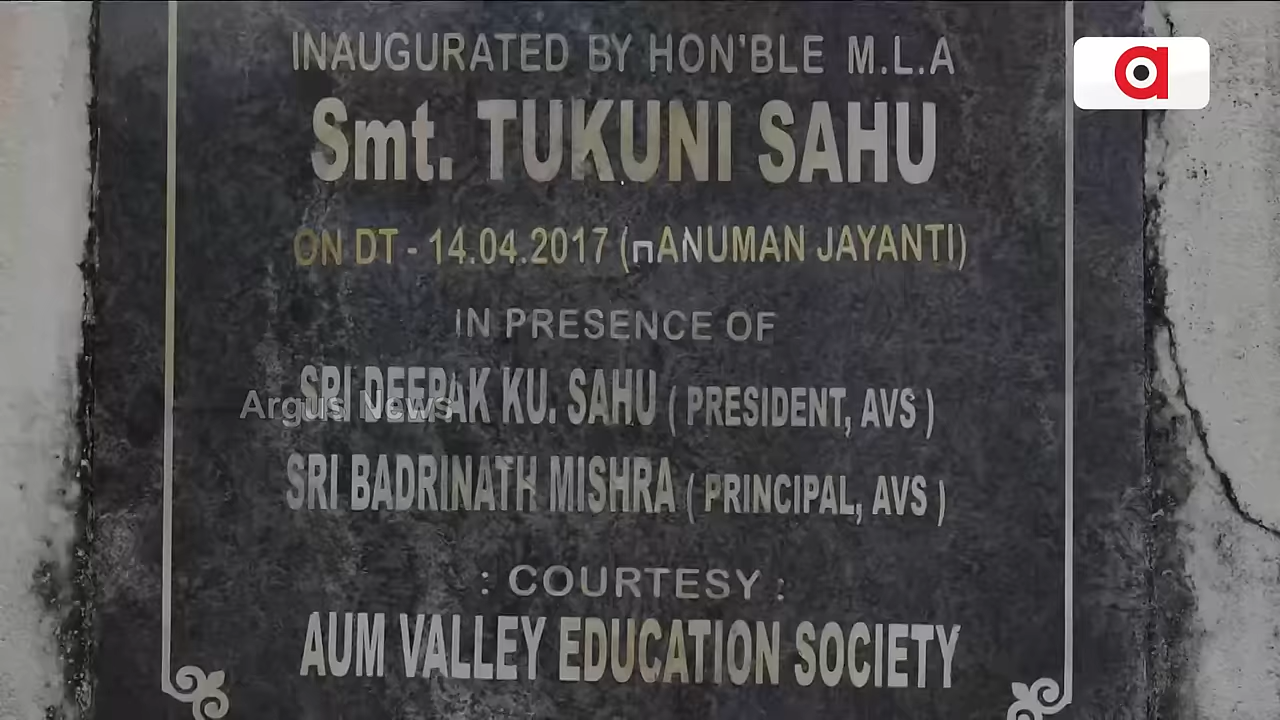 INAUGURATED BY HON'BLE M.L.A
Smt. TUKUNI SAHU
ON DT - 14.04.2017 (HANUMAN JAYANTI)
IN PRESENCE OF
SRI DEEPAK KU. SAHU ( PRESIDENT, AVS )
Argus News
SRI BADRINATH MISHRA ( PRINCIPAL, AVS )
: COURTESY :
AUM VALLEY EDUCATION SOCIETY
a